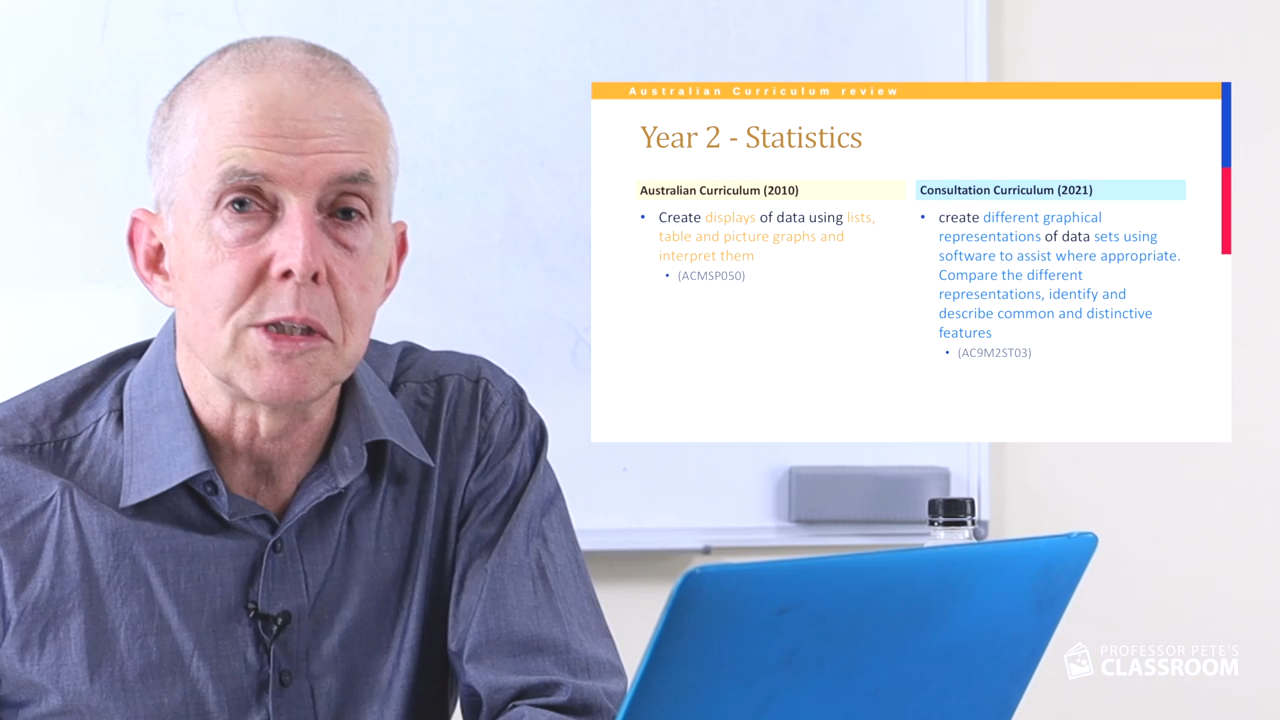 Australian Curriculum review
Year 2 - Statistics
Australian Curriculum (2010)
• Create displays of data using lists,
table and picture graphs and
interpret them
• (ACMSP050)
Consultation Curriculum (2021)
• create different graphical
representations of data sets using
software to assist where appropriate.
Compare the different
representations, identify and
describe common and distinctive
features
• (AC9M2ST03)
PROFESSOR PETE'S
CLASSROOM